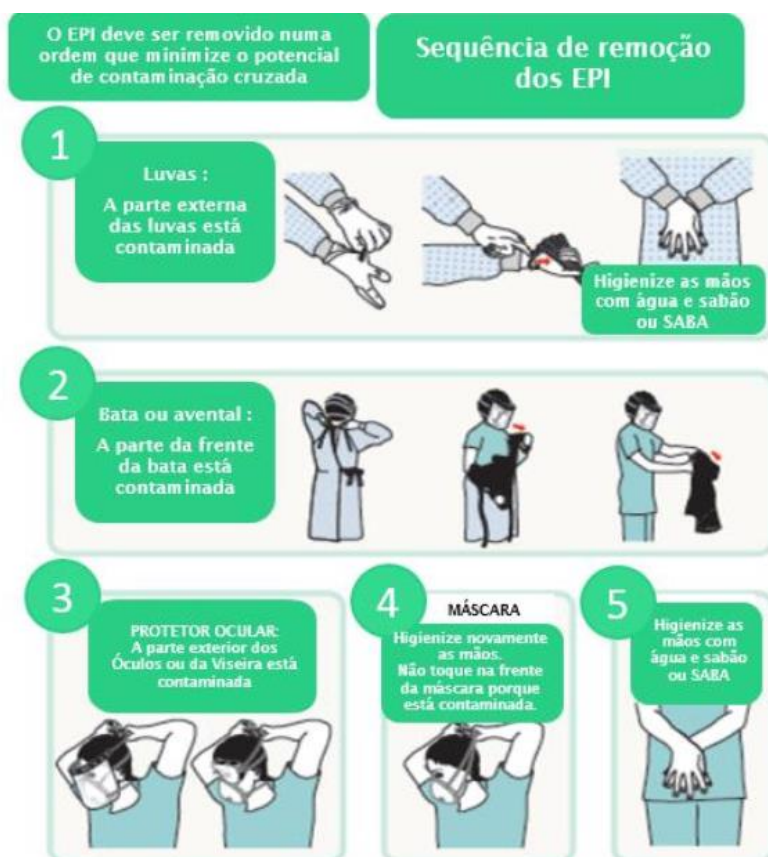 O EPI deve ser removido numa
ordem que minimize o potencial
de contaminação cruzada
Sequência de remoção
dos EPI
1
Luvas :
A parte externa
das luvas está
contaminada
Higienize as mãos
com água e sabão
ou SABA
2
Bata ou avental :
A parte da frente
da bata está
contaminada
3
PROTETOR OCULAR:
A parte exterior dos
Óculos ou da Viseira está
contaminada
4
MÁSCARA
Higienize novamente
as mãos.
Não toque na frente
da máscara porque
está contaminada.
5
Higienize as
mãos com
água e sabão
ou SABA